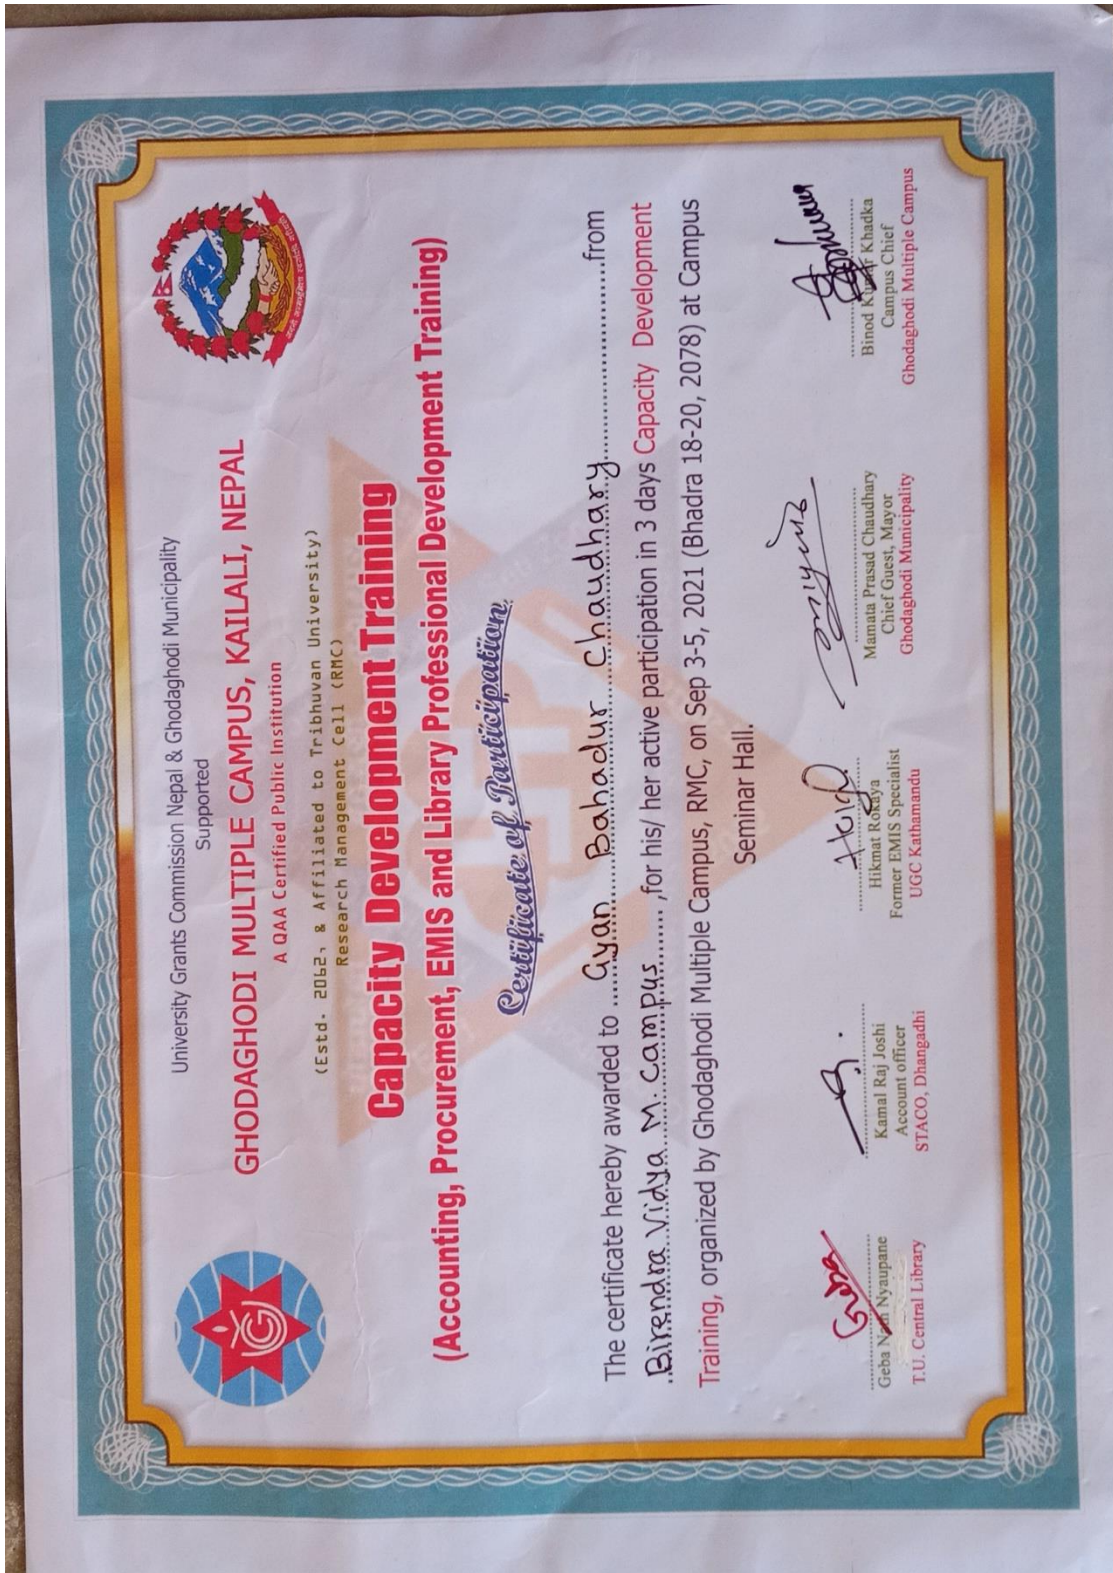 University Grants Commission Nepal & Ghodaghodi Municipality
Supported
GHODAGHODI MULTIPLE CAMPUS, KAILALI, NEPAL
A QAA Certified Public Institution
(Estd. 2062, & Affiliated to Tribhuvan University)
Research Management Cell (RMC)
Capacity Development Training
(Accounting, Procurement, EMIS and Library Professional Development Training)
Certificate of Participation
The certificate hereby awarded to Gyan Bahadur Chaudhary from
Birendra Vidya M. Campus ,for his/ her active participation in 3 days Capacity Development
Training, organized by Ghodaghodi Multiple Campus, RMC, on Sep 3-5, 2021 (Bhadra 18-20, 2078) at Campus
Seminar Hall.
Geba Nath Nyaupane
T.U. Central Library
Kamal Raj Joshi
Account officer
STACO, Dhangadhi
Hikmat Rokaya
Former EMIS Specialist
UGC Kathamandu
Mamata Prasad Chaudhary
Chief Guest, Mayor
Ghodaghodi Municipality
Binod Kumar Khadka
Campus Chief
Ghodaghodi Multiple Campus